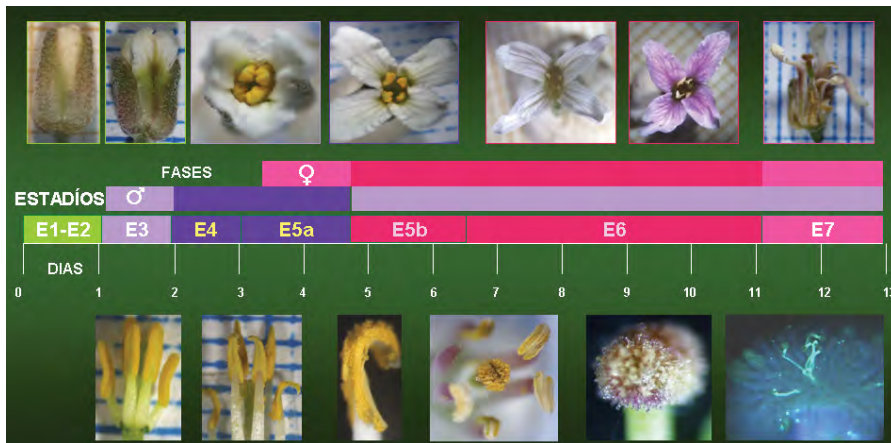 FASES ♀
ESTADÍOS ♂
E1-E2 E3 E4 E5a E5b E6 E7
DIAS
0 1 2 3 4 5 6 7 8 9 10 11 12 13